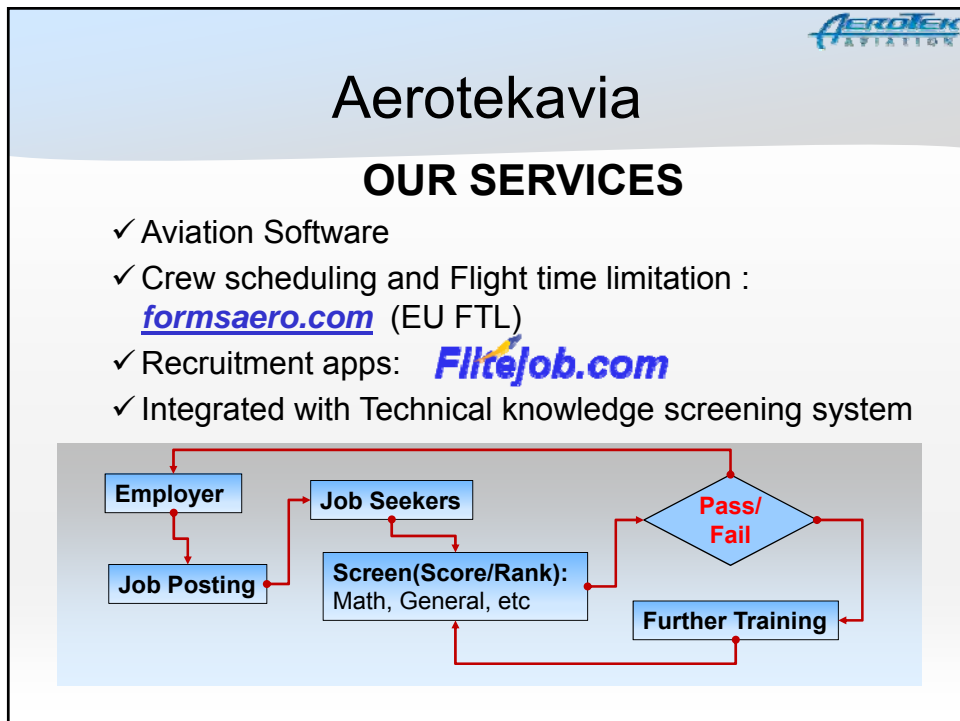 AEROTEK
AVIATION
Aerotekavia
OUR SERVICES
✓ Aviation Software
✓ Crew scheduling and Flight time limitation :
formsaero.com (EU FTL)
✓ Recruitment apps: Flitejob.com
✓ Integrated with Technical knowledge screening system
Employer
Job Seekers
Pass/
Fail
Job Posting
Screen(Score/Rank):
Math, General, etc
Further Training